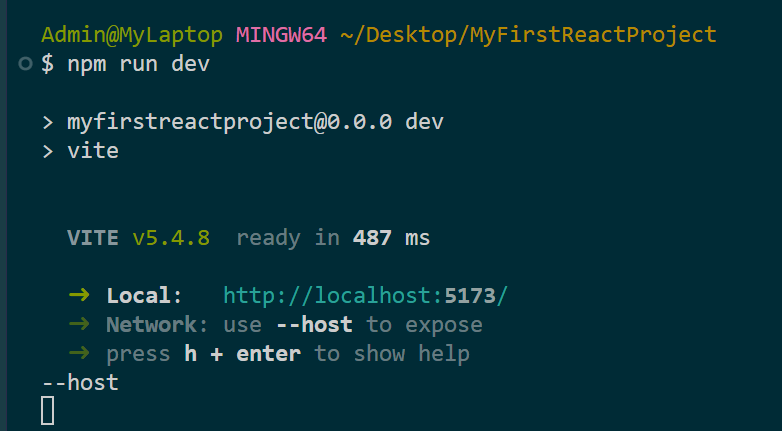 Admin@MyLaptop MINGW64 ~/Desktop/MyFirstReactProject
$ npm run dev
> myfirstreactproject@0.0.0 dev
> vite
VITE v5.4.8 ready in 487 ms
➜ Local: http://localhost:5173/
➜ Network: use --host to expose
➜ press h + enter to show help
--host